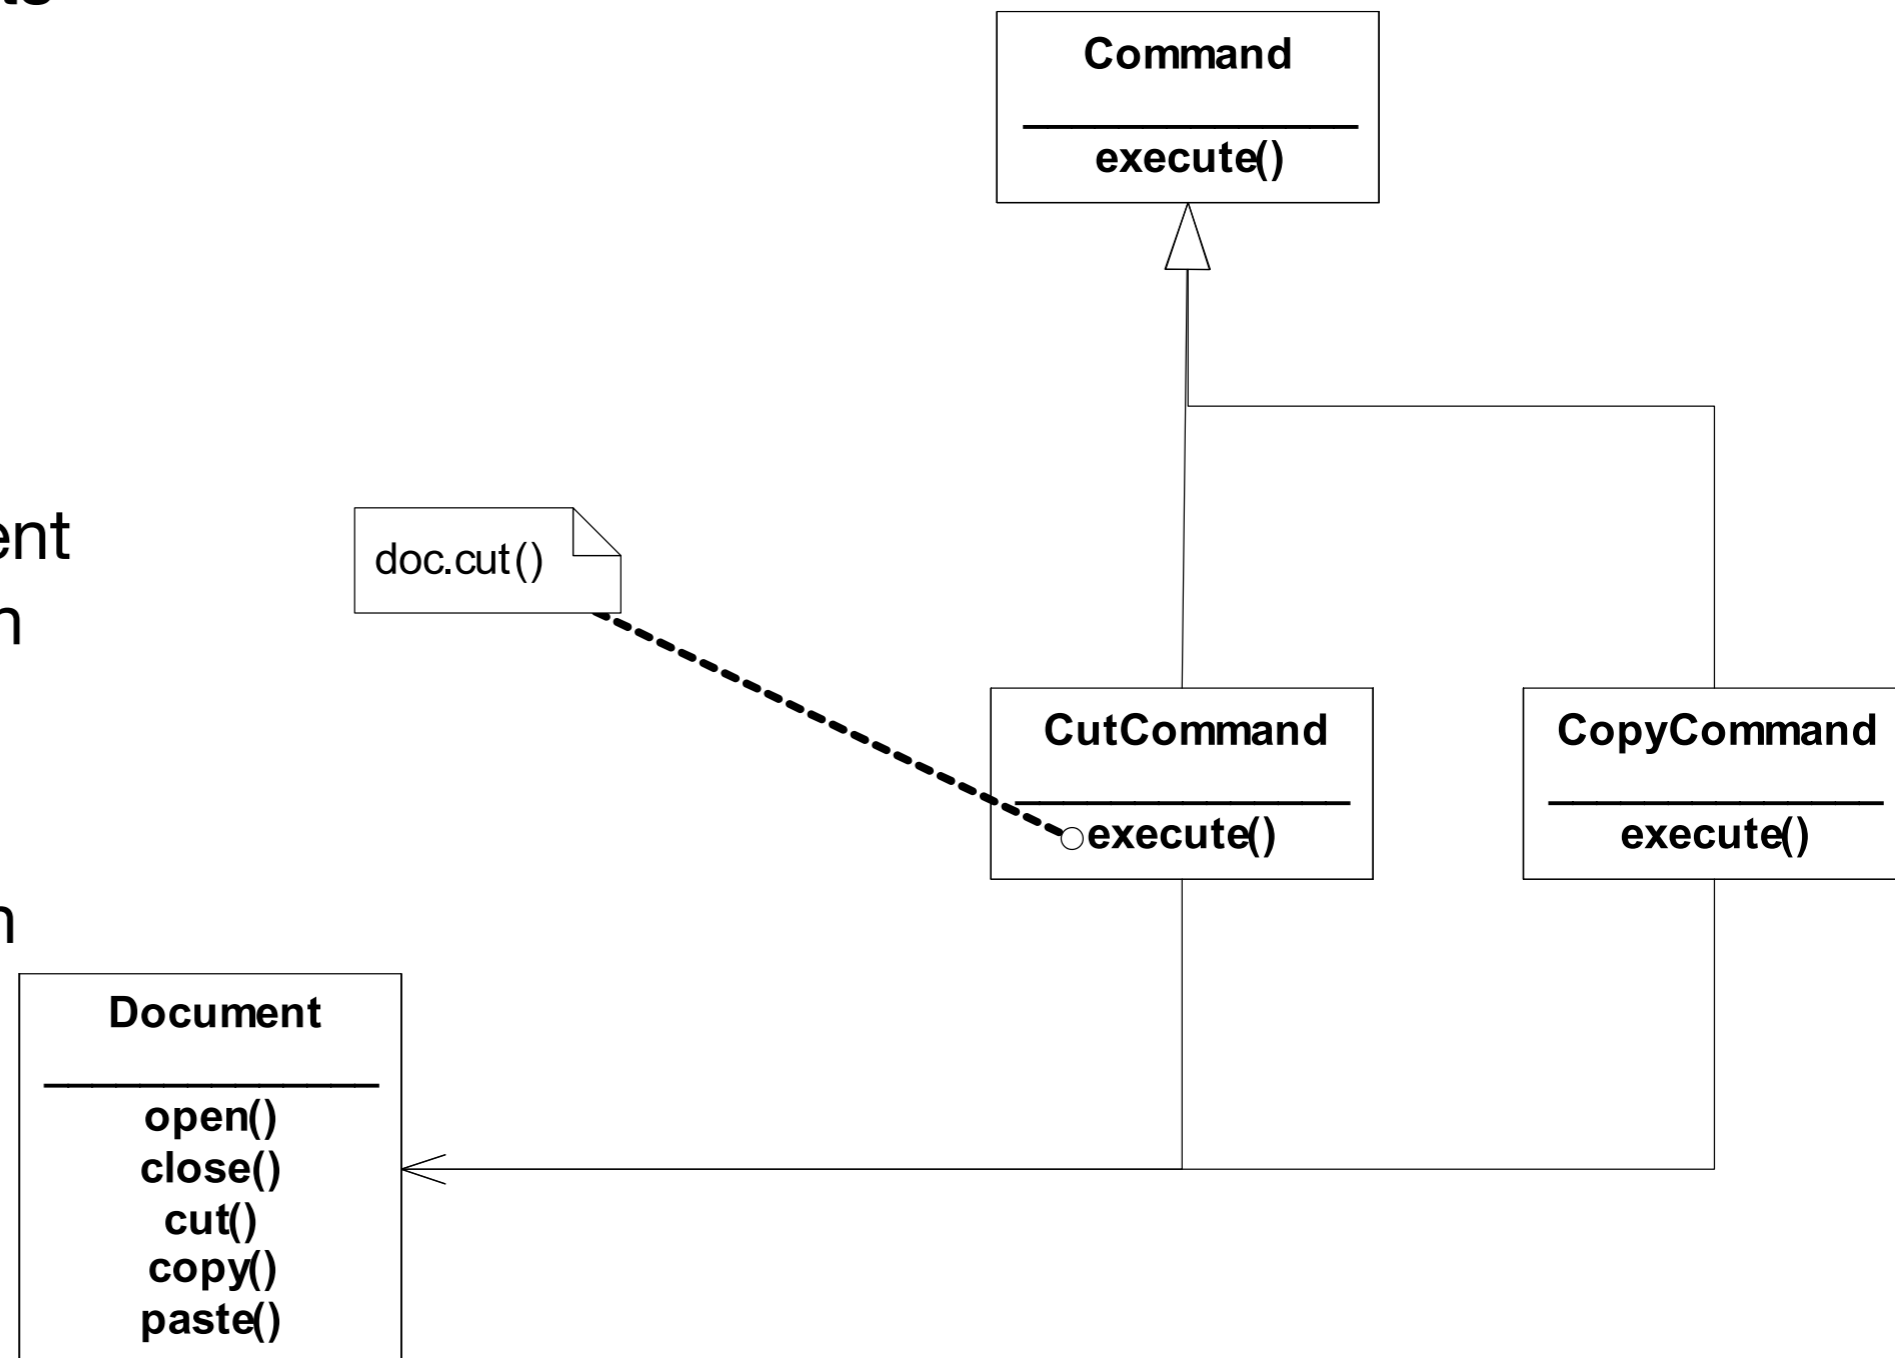 Command
execute()
doc.cut()
CutCommand
execute()
CopyCommand
execute()
Document
open()
close()
cut()
copy()
paste()